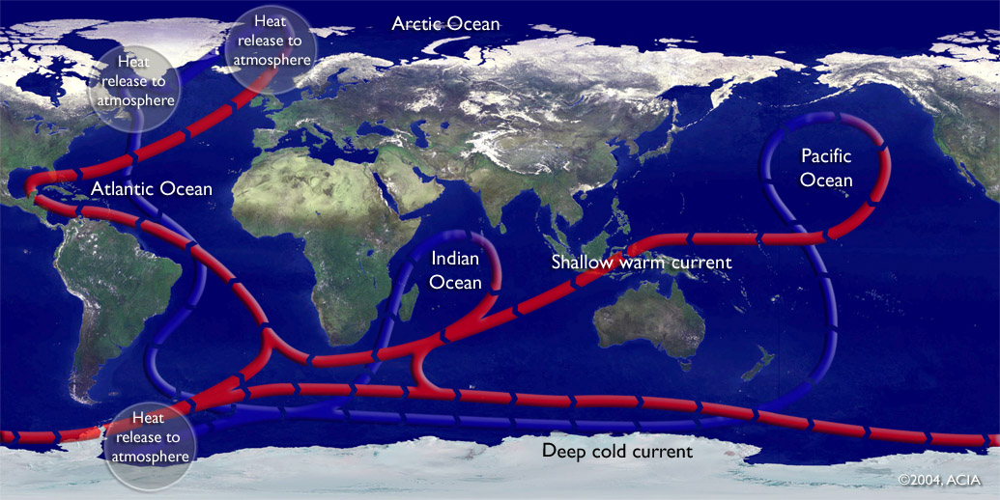 Heat
release to
atmosphere
Arctic Ocean
Heat
release to
atmosphere
Pacific
Ocean
Atlantic Ocean
Indian
Ocean
Shallow warm current
Heat
release to
atmosphere
Deep cold current
©2004, ACIA